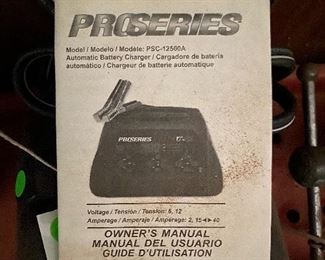 PROSERIES
Model / Modelo / Modèle: PSC-12500A
Automatic Battery Charger / Cargadore de batería
automático / Chargeur de batterie automatique
PROSERIES
Voltage / Tensión / Tension: 6, 12
Amperage / Amperaje / Ampérage: 2, 15◄►40
OWNER'S MANUAL
MANUAL DEL USUARIO
GUIDE D'UTILISATION